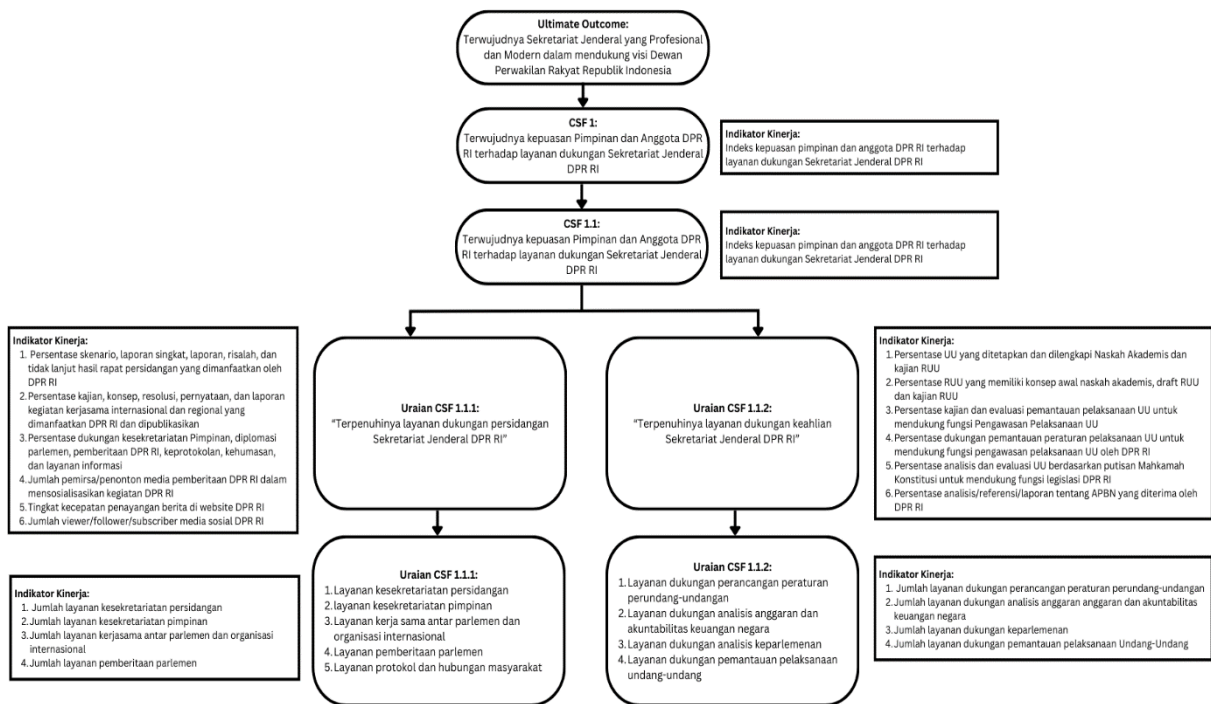 Ultimate Outcome:
Terwujudnya Sekretariat Jenderal yang Profesional
dan Modern dalam mendukung visi Dewan
Perwakilan Rakyat Republik Indonesia
CSF 1:
Terwujudnya kepuasan Pimpinan dan Anggota DPR
RI terhadap layanan dukungan Sekretariat Jenderal
DPR RI
Indikator Kinerja:
Indeks kepuasan pimpinan dan anggota DPR RI terhadap
layanan dukungan Sekretariat Jenderal DPR RI
CSF 1.1:
Terwujudnya kepuasan Pimpinan dan Anggota DPR
RI terhadap layanan dukungan Sekretariat Jenderal
DPR RI
Indikator Kinerja:
Indeks kepuasan pimpinan dan anggota DPR RI terhadap
layanan dukungan Sekretariat Jenderal DPR RI
Indikator Kinerja:
1. Persentase skenario, laporan singkat, laporan, risalah, dan
tidak lanjut hasil rapat persidangan yang dimanfaatkan oleh
DPR RI
2. Persentase kajian, konsep, resolusi, pernyataan, dan laporan
kegiatan kerjasama internasional dan regional yang
dimanfaatkan DPR RI dan dipublikasikan
3. Persentase dukungan kesekretariatan Pimpinan, diplomasi
parlemen, pemberitaan DPR RI, keprotokolan, kehumasan,
dan layanan informasi
4. Jumlah pemirsa/penonton media pemberitaan DPR RI dalam
mensosialisasikan kegiatan DPR RI
5. Tingkat kecepatan penayangan berita di website DPR RI
6. Jumlah viewer/follower/subscriber media sosial DPR RI
Uraian CSF 1.1.1:
"Terpenuhinya layanan dukungan persidangan
Sekretariat Jenderal DPR RI"
Uraian CSF 1.1.2:
"Terpenuhinya layanan dukungan keahlian
Sekretariat Jenderal DPR RI"
Indikator Kinerja:
1. Persentase UU yang ditetapkan dan dilengkapi Naskah Akademis dan
kajian RUU
2. Persentase RUU yang memiliki konsep awal naskah akademis, draft RUU
dan kajian RUU
3. Persentase kajian dan evaluasi pemantauan pelaksanaan UU untuk
mendukung fungsi Pengawasan Pelaksanaan UU
4. Persentase dukungan pemantauan peraturan pelaksanaan UU untuk
mendukung fungsi pengawasan pelaksanaan UU oleh DPR RI
5. Persentase analisis dan evaluasi UU berdasarkan putisan Mahkamah
Konstitusi untuk mendukung fungsi legislasi DPR RI
6. Persentase analisis/referensi/laporan tentang APBN yang diterima oleh
DPR RI
Indikator Kinerja:
1. Jumlah layanan kesekretariatan persidangan
2. Jumlah layanan kesekretariatan pimpinan
3. Jumlah layanan kerjasama antar parlemen dan organisasi
internasional
4. Jumlah layanan pemberitaan parlemen
Uraian CSF 1.1.1:
1. Layanan kesekretariatan persidangan
2. layanan kesekretariatan pimpinan
3. Layanan kerja sama antar parlemen dan
organisasi internasional
4. Layanan pemberitaan parlemen
5. Layanan protokol dan hubungan masyarakat
Uraian CSF 1.1.2:
1. Layanan dukungan perancangan peraturan
perundang-undangan
2. Layanan dukungan analisis anggaran dan
akuntabilitas keuangan negara
3. Layanan dukungan analisis keparlemenan
4. Layanan dukungan pemantauan pelaksanaan
undang-undang
Indikator Kinerja:
1. Jumlah layanan dukungan perancangan peraturan perundang-undangan
2. Jumlah layanan dukungan analisis anggaran anggaran dan akuntabilitas
keuangan negara
3. Jumlah layanan dukungan keparlemenan
4. Jumlah layanan dukungan pemantauan pelaksanaan Undang-Undang